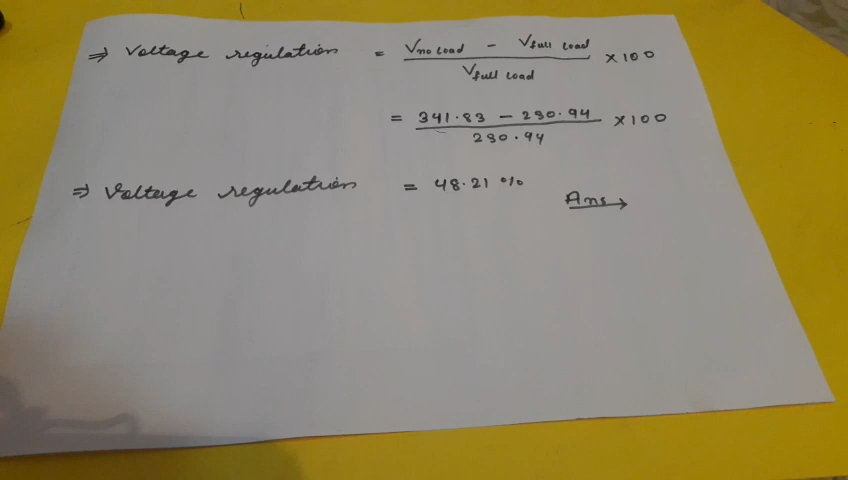 ⇒ Voltage regulation = V no load - V full load / V full load × 100
= 341.83 - 230.94 / 230.94 × 100
⇒ Voltage regulation = 48.21 %
Ans →